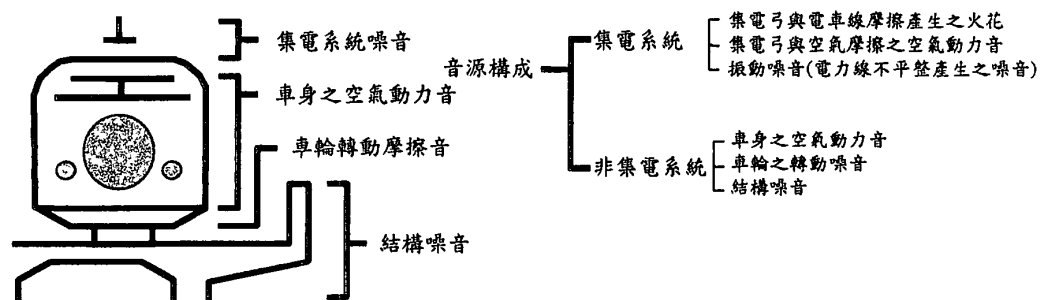 集電系統噪音
車身之空氣動力音
車輪轉動摩擦音
結構噪音
音源構成
集電系統
集電弓與電車線摩擦產生之火花
集電弓與空氣摩擦之空氣動力音
振動噪音(電力線不平整產生之噪音)
非集電系統
車身之空氣動力音
車輪之轉動噪音
結構噪音